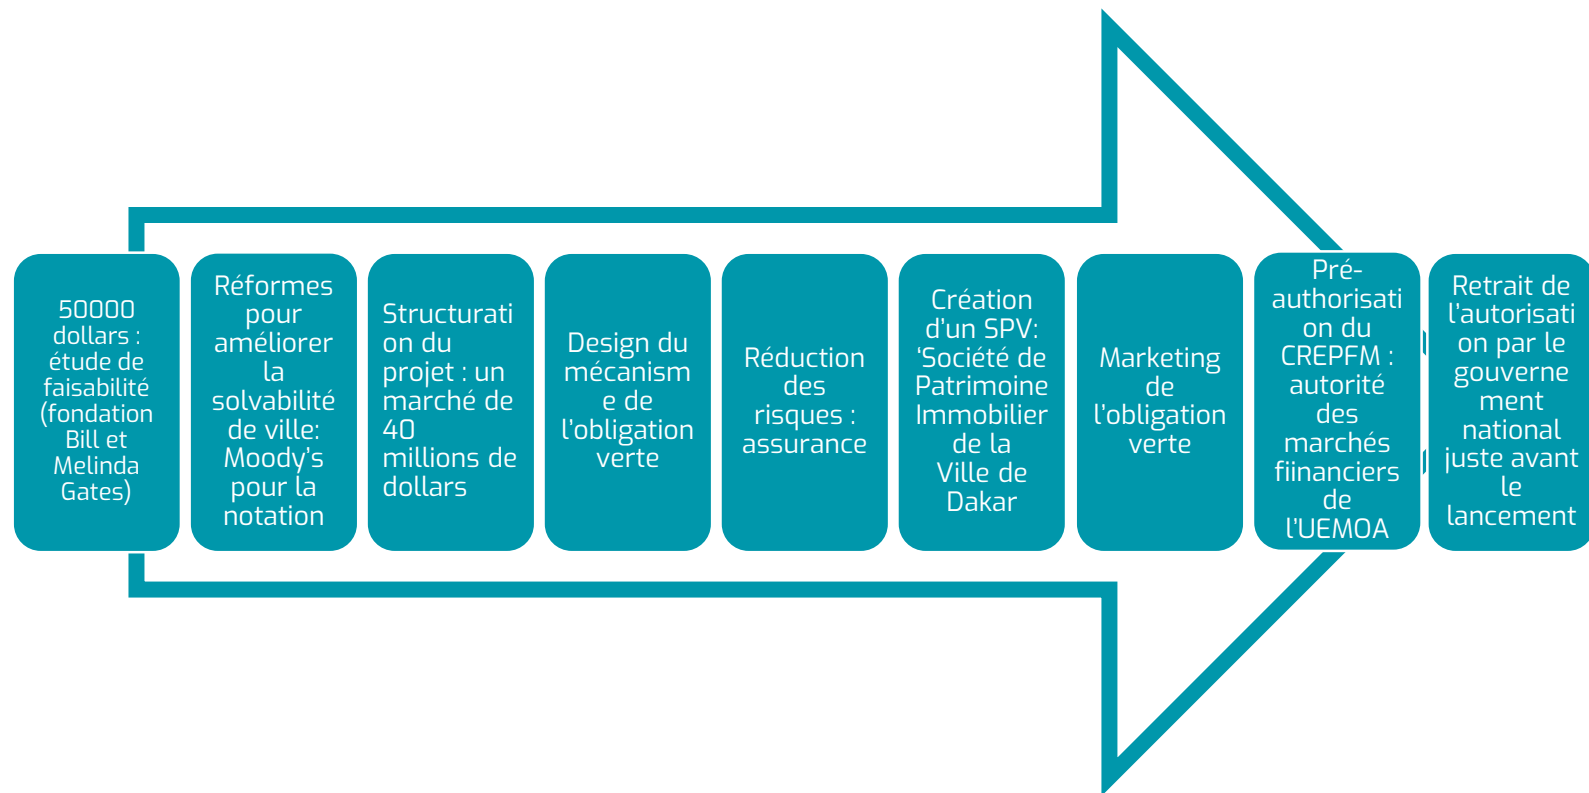 50000
dollars :
étude de
faisabilité
(fondation
Bill et
Melinda
Gates)
Réformes
pour
améliorer
la
solvabilité
de ville:
Moody’s
pour la
notation
Structurati
on du
projet : un
marché de
40
millions de
dollars
Design du
mécanism
e de
l’obligation
verte
Réduction
des
risques :
assurance
Création
d’un SPV:
‘Société de
Patrimoine
Immobilier
de la
Ville de
Dakar
Marketing
de
l’obligation
verte
Pré-
authorisati
on du
CREPFM :
autorité
des
marchés
fiinanciers
de
l’UEMOA
Retrait de
l’autorisati
on par le
gouverne
ment
national
juste avant
le
lancement